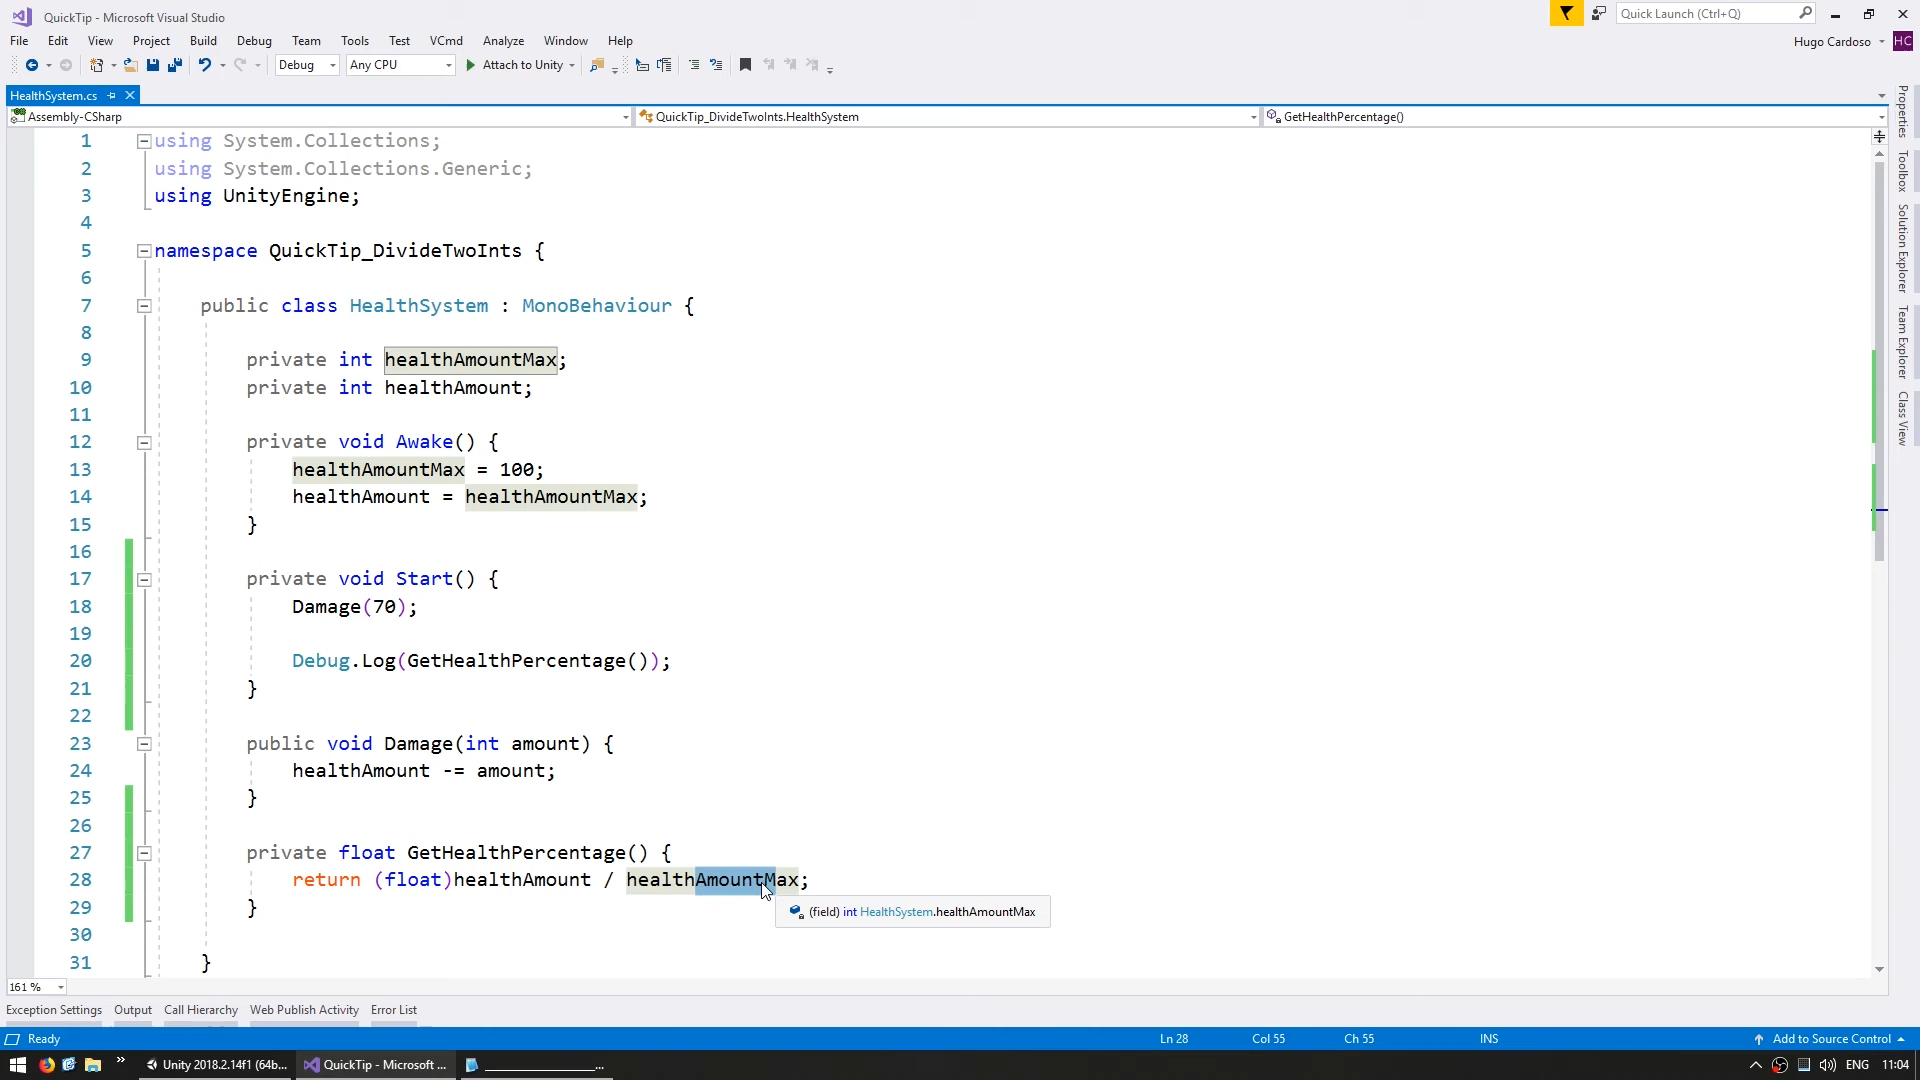 QuickTip - Microsoft Visual Studio
Quick Launch (Ctrl+Q)
File Edit View Project Build Debug Team Tools Test VCmd Analyze Window Help
Hugo Cardoso HC
Debug Any CPU Attach to Unity
HealthSystem.cs
Assembly-CSharp QuickTip_DivideTwoInts.HealthSystem GetHealthPercentage()
1 using System.Collections;
2 using System.Collections.Generic;
3 using UnityEngine;
4
5 namespace QuickTip_DivideTwoInts {
6
7 public class HealthSystem : MonoBehaviour {
8
9 private int healthAmountMax;
10 private int healthAmount;
11
12 private void Awake() {
13 healthAmountMax = 100;
14 healthAmount = healthAmountMax;
15 }
16
17 private void Start() {
18 Damage(70);
19
20 Debug.Log(GetHealthPercentage());
21 }
22
23 public void Damage(int amount) {
24 healthAmount -= amount;
25 }
26
27 private float GetHealthPercentage() {
28 return (float)healthAmount / healthAmountMax;
29 }
(field) int HealthSystem.healthAmountMax
30
31 }
Properties
Toolbox
Solution Explorer
Team Explorer
Class View
161 %
Exception Settings Output Call Hierarchy Web Publish Activity Error List
Ready Ln 28 Col 55 Ch 55 INS Add to Source Control
Unity 2018.2.14f1 (64b... QuickTip - Microsoft ... ... ENG 11:04